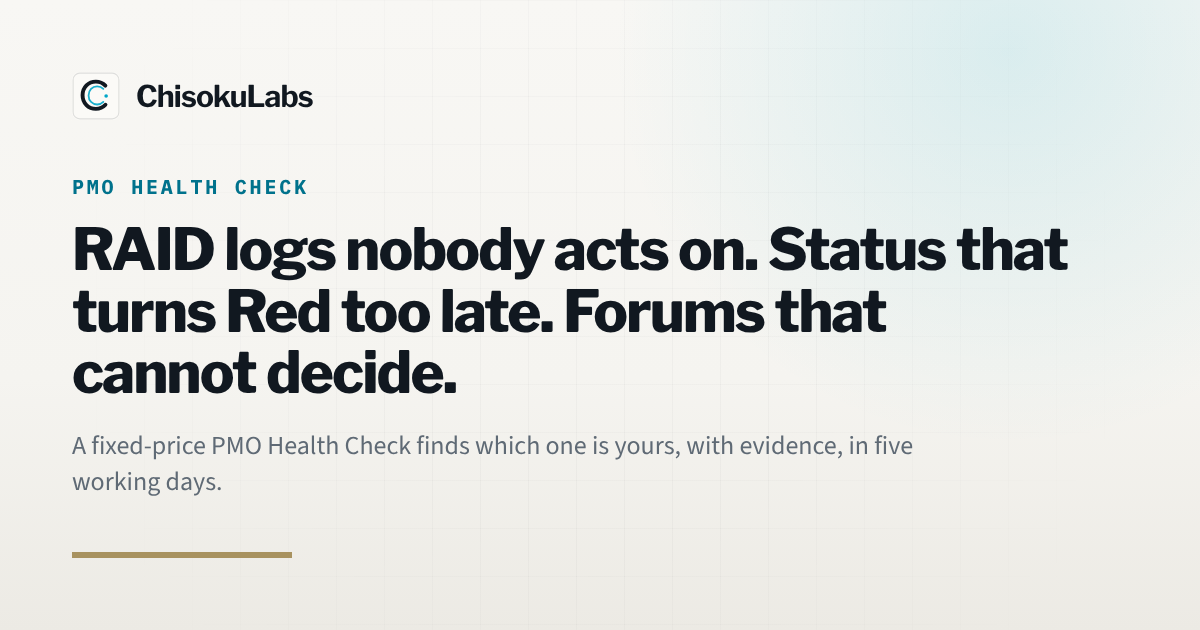 ChisokuLabs
PMO HEALTH CHECK
RAID logs nobody acts on. Status that
turns Red too late. Forums that
cannot decide.
A fixed-price PMO Health Check finds which one is yours, with evidence, in five
working days.